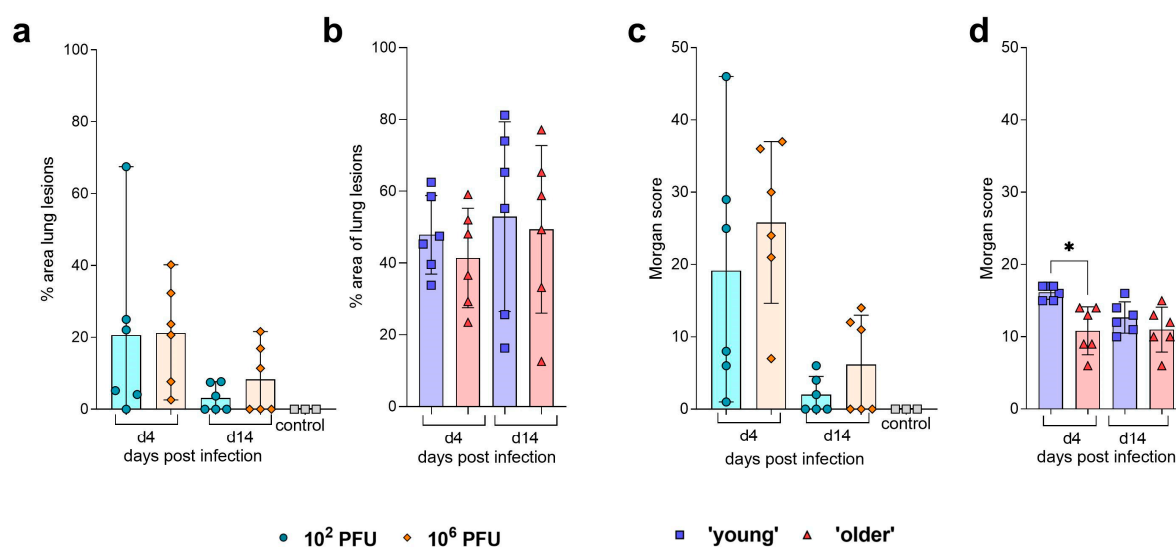 a
% area lung lesions
100
80
60
40
20
0
d4
d14
control
days post infection
b
% area of lung lesions
100
80
60
40
20
0
d4
d14
days post infection
c
Morgan score
50
40
30
20
10
0
d4
d14
control
days post infection
d
Morgan score
50
40
30
20
10
0
*
d4
d14
days post infection
10² PFU
10⁶ PFU
'young'
'older'